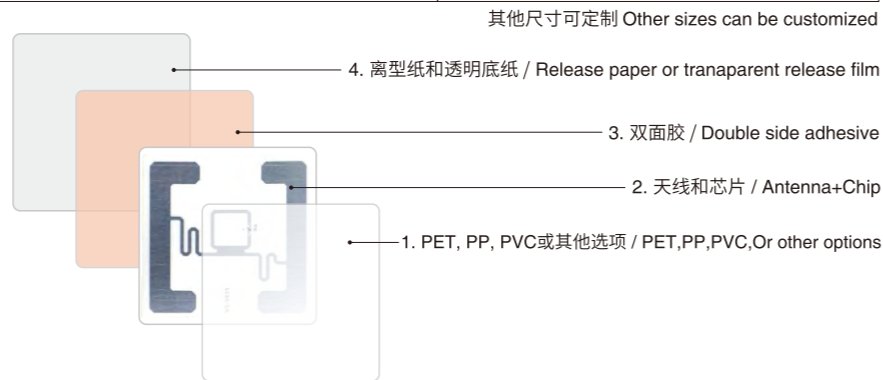 其他尺寸可定制 Other sizes can be customized
4. 离型纸和透明底纸 / Release paper or tranaparent release film
3. 双面胶 / Double side adhesive
2. 天线和芯片 / Antenna+Chip
1. PET, PP, PVC或其他选项 / PET,PP,PVC,Or other options